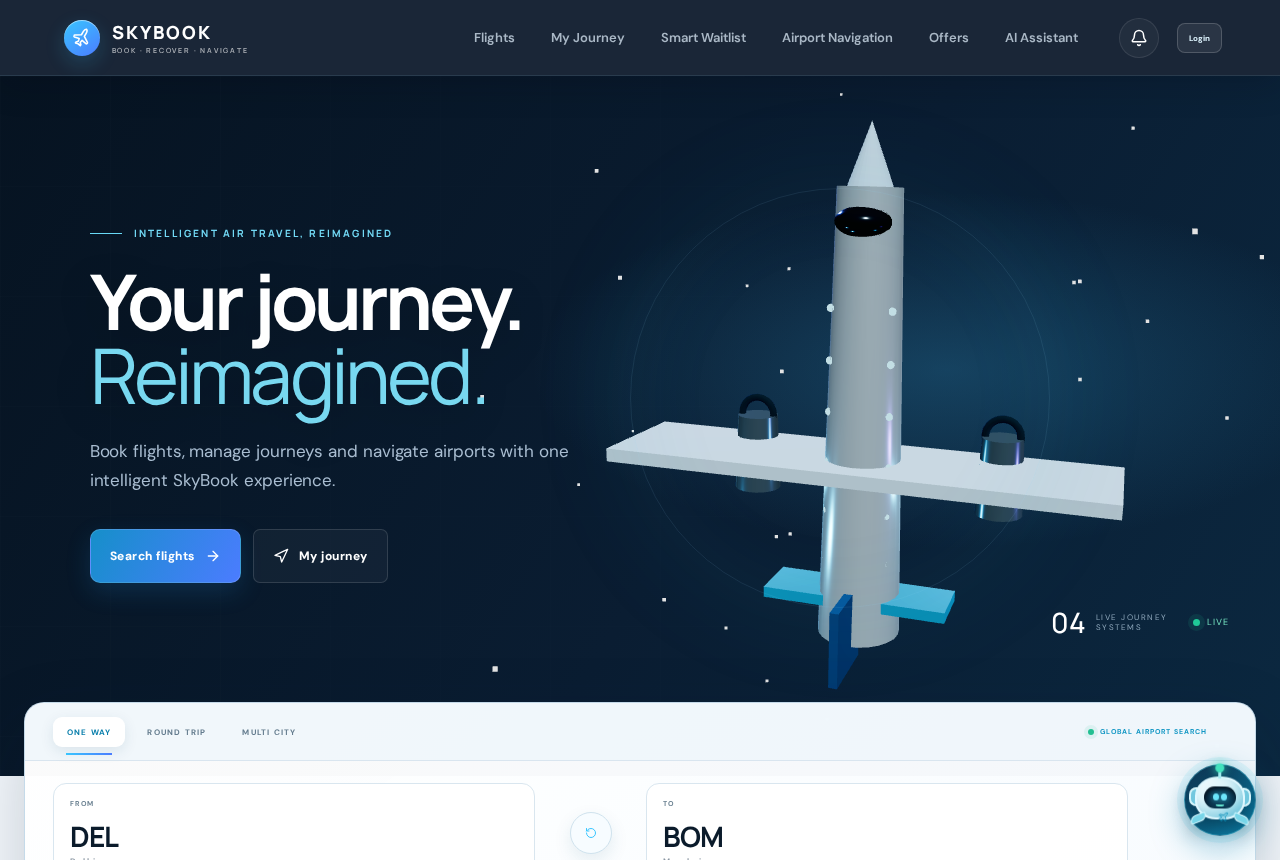 SKYBOOK
BOOK · RECOVER · NAVIGATE
Flights
My Journey
Smart Waitlist
Airport Navigation
Offers
AI Assistant
Login
INTELLIGENT AIR TRAVEL, REIMAGINED
Your journey.
Reimagined.
Book flights, manage journeys and navigate airports with one
intelligent SkyBook experience.
Search flights
My journey
04
LIVE JOURNEY
SYSTEMS
LIVE
ONE WAY
ROUND TRIP
MULTI CITY
GLOBAL AIRPORT SEARCH
FROM
DEL
TO
BOM